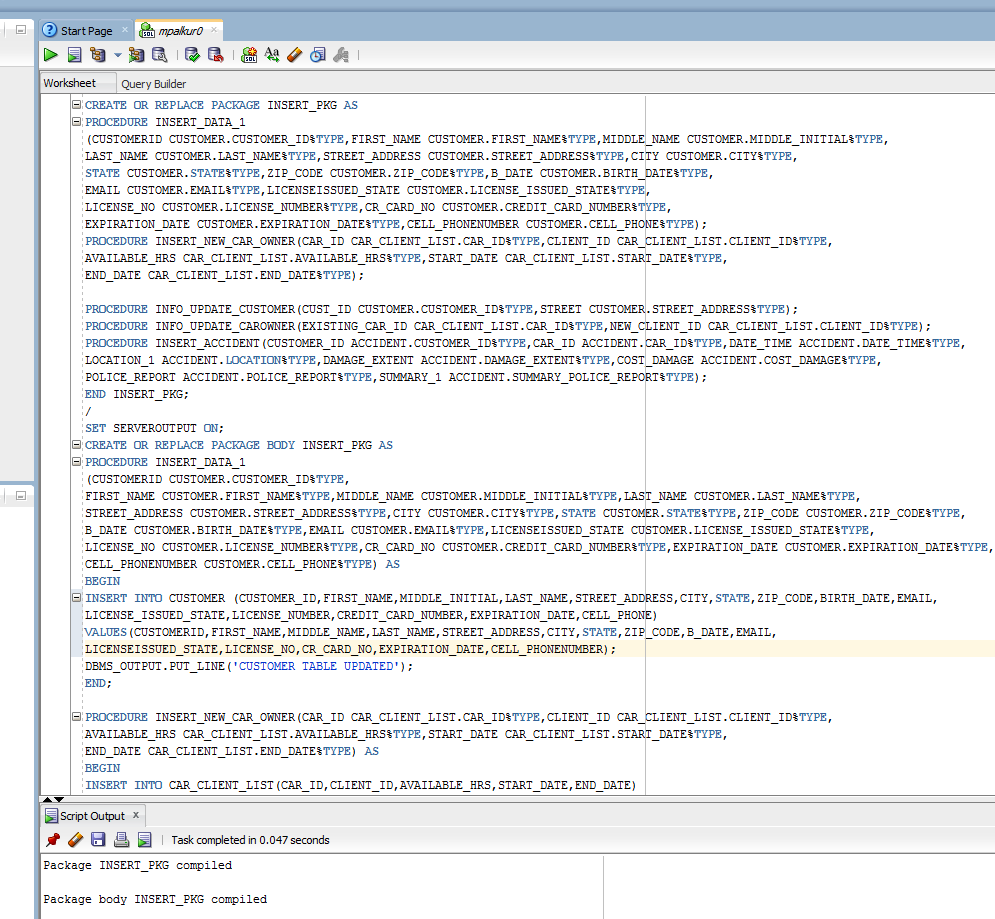 Start Page
mpalkur0
Worksheet
Query Builder
CREATE OR REPLACE PACKAGE INSERT_PKG AS
PROCEDURE INSERT_DATA_1
(CUSTOMERID CUSTOMER.CUSTOMER_ID%TYPE,FIRST_NAME CUSTOMER.FIRST_NAME%TYPE,MIDDLE_NAME CUSTOMER.MIDDLE_INITIAL%TYPE,
LAST_NAME CUSTOMER.LAST_NAME%TYPE,STREET_ADDRESS CUSTOMER.STREET_ADDRESS%TYPE,CITY CUSTOMER.CITY%TYPE,
STATE CUSTOMER.STATE%TYPE,ZIP_CODE CUSTOMER.ZIP_CODE%TYPE,B_DATE CUSTOMER.BIRTH_DATE%TYPE,
EMAIL CUSTOMER.EMAIL%TYPE,LICENSEISSUED_STATE CUSTOMER.LICENSE_ISSUED_STATE%TYPE,
LICENSE_NO CUSTOMER.LICENSE_NUMBER%TYPE,CR_CARD_NO CUSTOMER.CREDIT_CARD_NUMBER%TYPE,
EXPIRATION_DATE CUSTOMER.EXPIRATION_DATE%TYPE,CELL_PHONENUMBER CUSTOMER.CELL_PHONE%TYPE);
PROCEDURE INSERT_NEW_CAR_OWNER(CAR_ID CAR_CLIENT_LIST.CAR_ID%TYPE,CLIENT_ID CAR_CLIENT_LIST.CLIENT_ID%TYPE,
AVAILABLE_HRS CAR_CLIENT_LIST.AVAILABLE_HRS%TYPE,START_DATE CAR_CLIENT_LIST.START_DATE%TYPE,
END_DATE CAR_CLIENT_LIST.END_DATE%TYPE);
PROCEDURE INFO_UPDATE_CUSTOMER(CUST_ID CUSTOMER.CUSTOMER_ID%TYPE,STREET CUSTOMER.STREET_ADDRESS%TYPE);
PROCEDURE INFO_UPDATE_CAROWNER(EXISTING_CAR_ID CAR_CLIENT_LIST.CAR_ID%TYPE,NEW_CLIENT_ID CAR_CLIENT_LIST.CLIENT_ID%TYPE);
PROCEDURE INSERT_ACCIDENT(CUSTOMER_ID ACCIDENT.CUSTOMER_ID%TYPE,CAR_ID ACCIDENT.CAR_ID%TYPE,DATE_TIME ACCIDENT.DATE_TIME%TYPE,
LOCATION_1 ACCIDENT.LOCATION%TYPE,DAMAGE_EXTENT ACCIDENT.DAMAGE_EXTENT%TYPE,COST_DAMAGE ACCIDENT.COST_DAMAGE%TYPE,
POLICE_REPORT ACCIDENT.POLICE_REPORT%TYPE,SUMMARY_1 ACCIDENT.SUMMARY_POLICE_REPORT%TYPE);
END INSERT_PKG;
/
SET SERVEROUTPUT ON;
CREATE OR REPLACE PACKAGE BODY INSERT_PKG AS
PROCEDURE INSERT_DATA_1
(CUSTOMERID CUSTOMER.CUSTOMER_ID%TYPE,
FIRST_NAME CUSTOMER.FIRST_NAME%TYPE,MIDDLE_NAME CUSTOMER.MIDDLE_INITIAL%TYPE,LAST_NAME CUSTOMER.LAST_NAME%TYPE,
STREET_ADDRESS CUSTOMER.STREET_ADDRESS%TYPE,CITY CUSTOMER.CITY%TYPE,STATE CUSTOMER.STATE%TYPE,ZIP_CODE CUSTOMER.ZIP_CODE%TYPE,
B_DATE CUSTOMER.BIRTH_DATE%TYPE,EMAIL CUSTOMER.EMAIL%TYPE,LICENSEISSUED_STATE CUSTOMER.LICENSE_ISSUED_STATE%TYPE,
LICENSE_NO CUSTOMER.LICENSE_NUMBER%TYPE,CR_CARD_NO CUSTOMER.CREDIT_CARD_NUMBER%TYPE,EXPIRATION_DATE CUSTOMER.EXPIRATION_DATE%TYPE,
CELL_PHONENUMBER CUSTOMER.CELL_PHONE%TYPE) AS
BEGIN
INSERT INTO CUSTOMER (CUSTOMER_ID,FIRST_NAME,MIDDLE_INITIAL,LAST_NAME,STREET_ADDRESS,CITY,STATE,ZIP_CODE,BIRTH_DATE,EMAIL,
LICENSE_ISSUED_STATE,LICENSE_NUMBER,CREDIT_CARD_NUMBER,EXPIRATION_DATE,CELL_PHONE)
VALUES(CUSTOMERID,FIRST_NAME,MIDDLE_NAME,LAST_NAME,STREET_ADDRESS,CITY,STATE,ZIP_CODE,B_DATE,EMAIL,
LICENSEISSUED_STATE,LICENSE_NO,CR_CARD_NO,EXPIRATION_DATE,CELL_PHONENUMBER);
DBMS_OUTPUT.PUT_LINE('CUSTOMER TABLE UPDATED');
END;
PROCEDURE INSERT_NEW_CAR_OWNER(CAR_ID CAR_CLIENT_LIST.CAR_ID%TYPE,CLIENT_ID CAR_CLIENT_LIST.CLIENT_ID%TYPE,
AVAILABLE_HRS CAR_CLIENT_LIST.AVAILABLE_HRS%TYPE,START_DATE CAR_CLIENT_LIST.START_DATE%TYPE,
END_DATE CAR_CLIENT_LIST.END_DATE%TYPE) AS
BEGIN
INSERT INTO CAR_CLIENT_LIST(CAR_ID,CLIENT_ID,AVAILABLE_HRS,START_DATE,END_DATE)
Script Output
Task completed in 0.047 seconds
Package INSERT_PKG compiled
Package body INSERT_PKG compiled